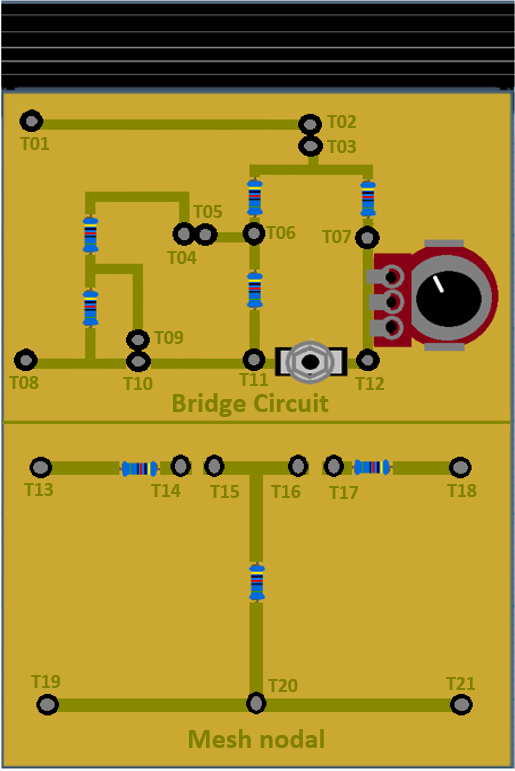 T01
T02
T03
T05
T04
T06
T07
T09
T08
T10
T11
T12
Bridge Circuit
T13
T14
T15
T16
T17
T18
T19
T20
T21
Mesh nodal